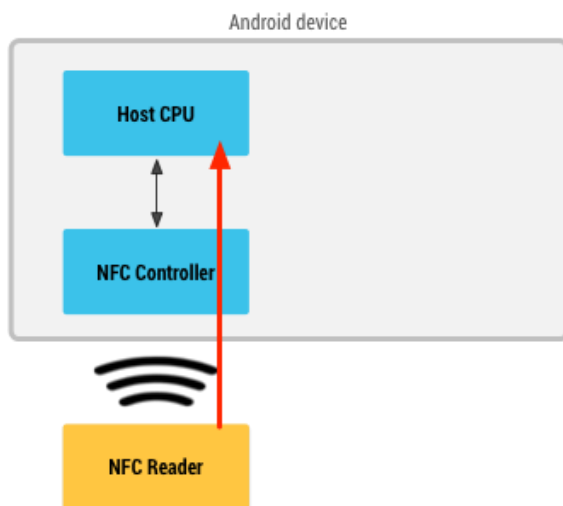 Android device
Host CPU
NFC Controller
NFC Reader